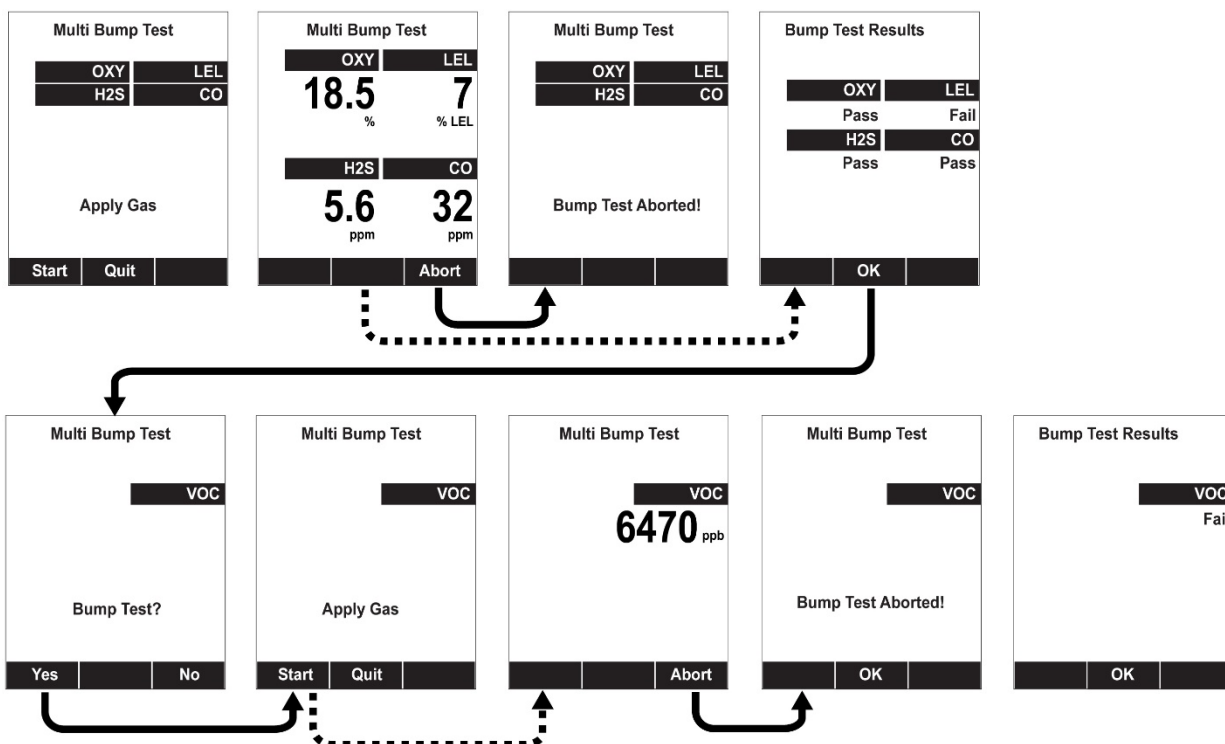 Multi Bump Test
OXY LEL
H2S CO
Apply Gas
Start Quit
Multi Bump Test
OXY LEL
18.5 7
% % LEL
H2S CO
5.6 32
ppm ppm
Abort
Multi Bump Test
OXY LEL
H2S CO
Bump Test Aborted!
Bump Test Results
OXY LEL
Pass Fail
H2S CO
Pass Pass
OK
Multi Bump Test
VOC
Bump Test?
Yes No
Multi Bump Test
VOC
Apply Gas
Start Quit
Multi Bump Test
VOC
6470 ppb
Abort
Multi Bump Test
VOC
Bump Test Aborted!
OK
Bump Test Results
VOC
Fai
OK